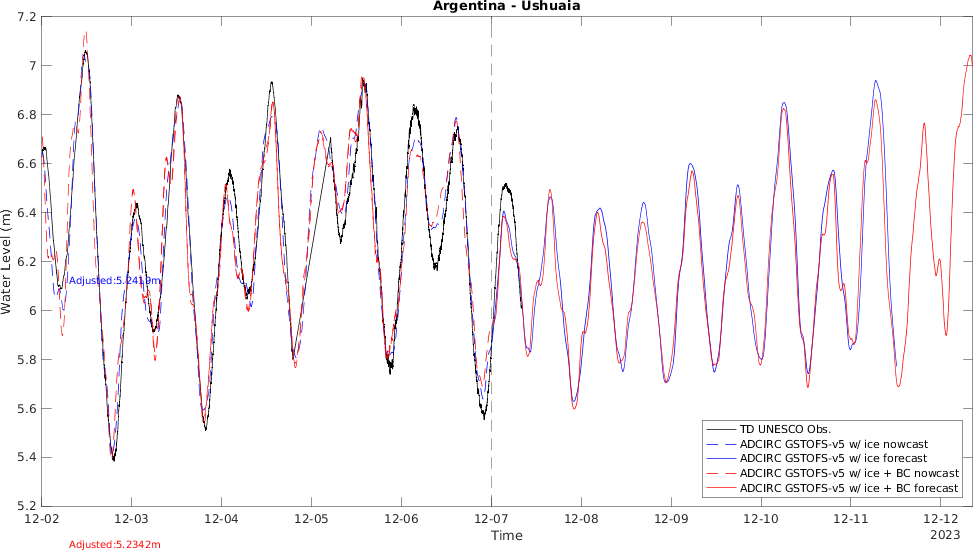 Argentina - Ushuaia
Water Level (m)
7.2
7
6.8
6.6
6.4
6.2
6
5.8
5.6
5.4
5.2
Adjusted:5.2419m
TD UNESCO Obs.
ADCIRC GSTOFS-v5 w/ ice nowcast
ADCIRC GSTOFS-v5 w/ ice forecast
ADCIRC GSTOFS-v5 w/ ice + BC nowcast
ADCIRC GSTOFS-v5 w/ ice + BC forecast
12-02 12-03 12-04 12-05 12-06 12-07 12-08 12-09 12-10 12-11 12-12
Time
2023
Adjusted:5.2342m